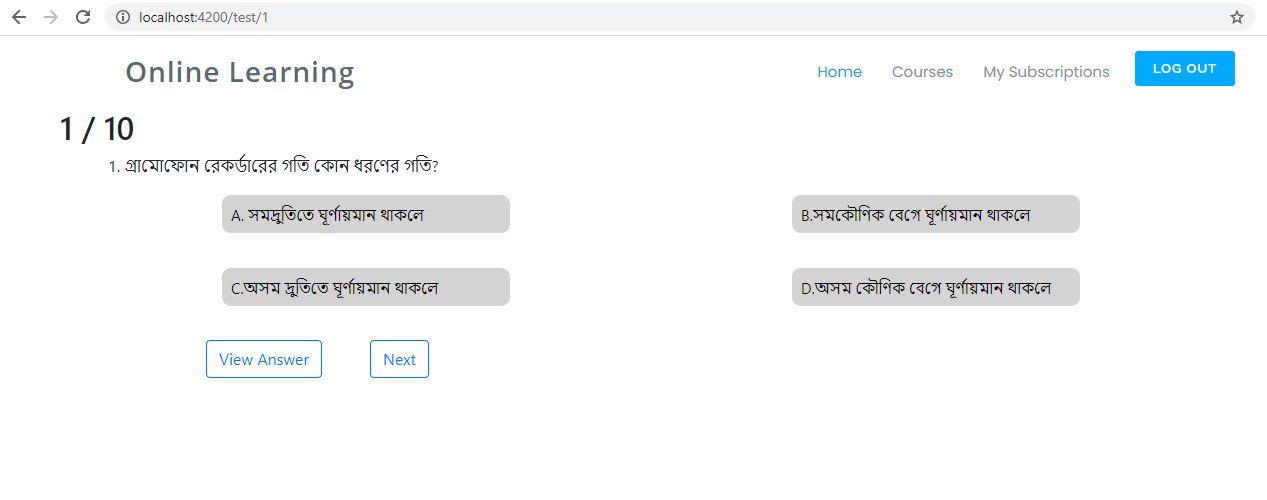 localhost:4200/test/1
Online Learning
Home Courses My Subscriptions LOG OUT
1 / 10
1. গ্রামোফোন রেকর্ডারের গতি কোন ধরণের গতি?
A. সমদ্রুতিতে ঘূর্ণায়মান থাকলে B.সমকৌণিক বেগে ঘূর্ণায়মান থাকলে
C.অসম দ্রুতিতে ঘূর্ণায়মান থাকলে D.অসম কৌণিক বেগে ঘূর্ণায়মান থাকলে
View Answer Next